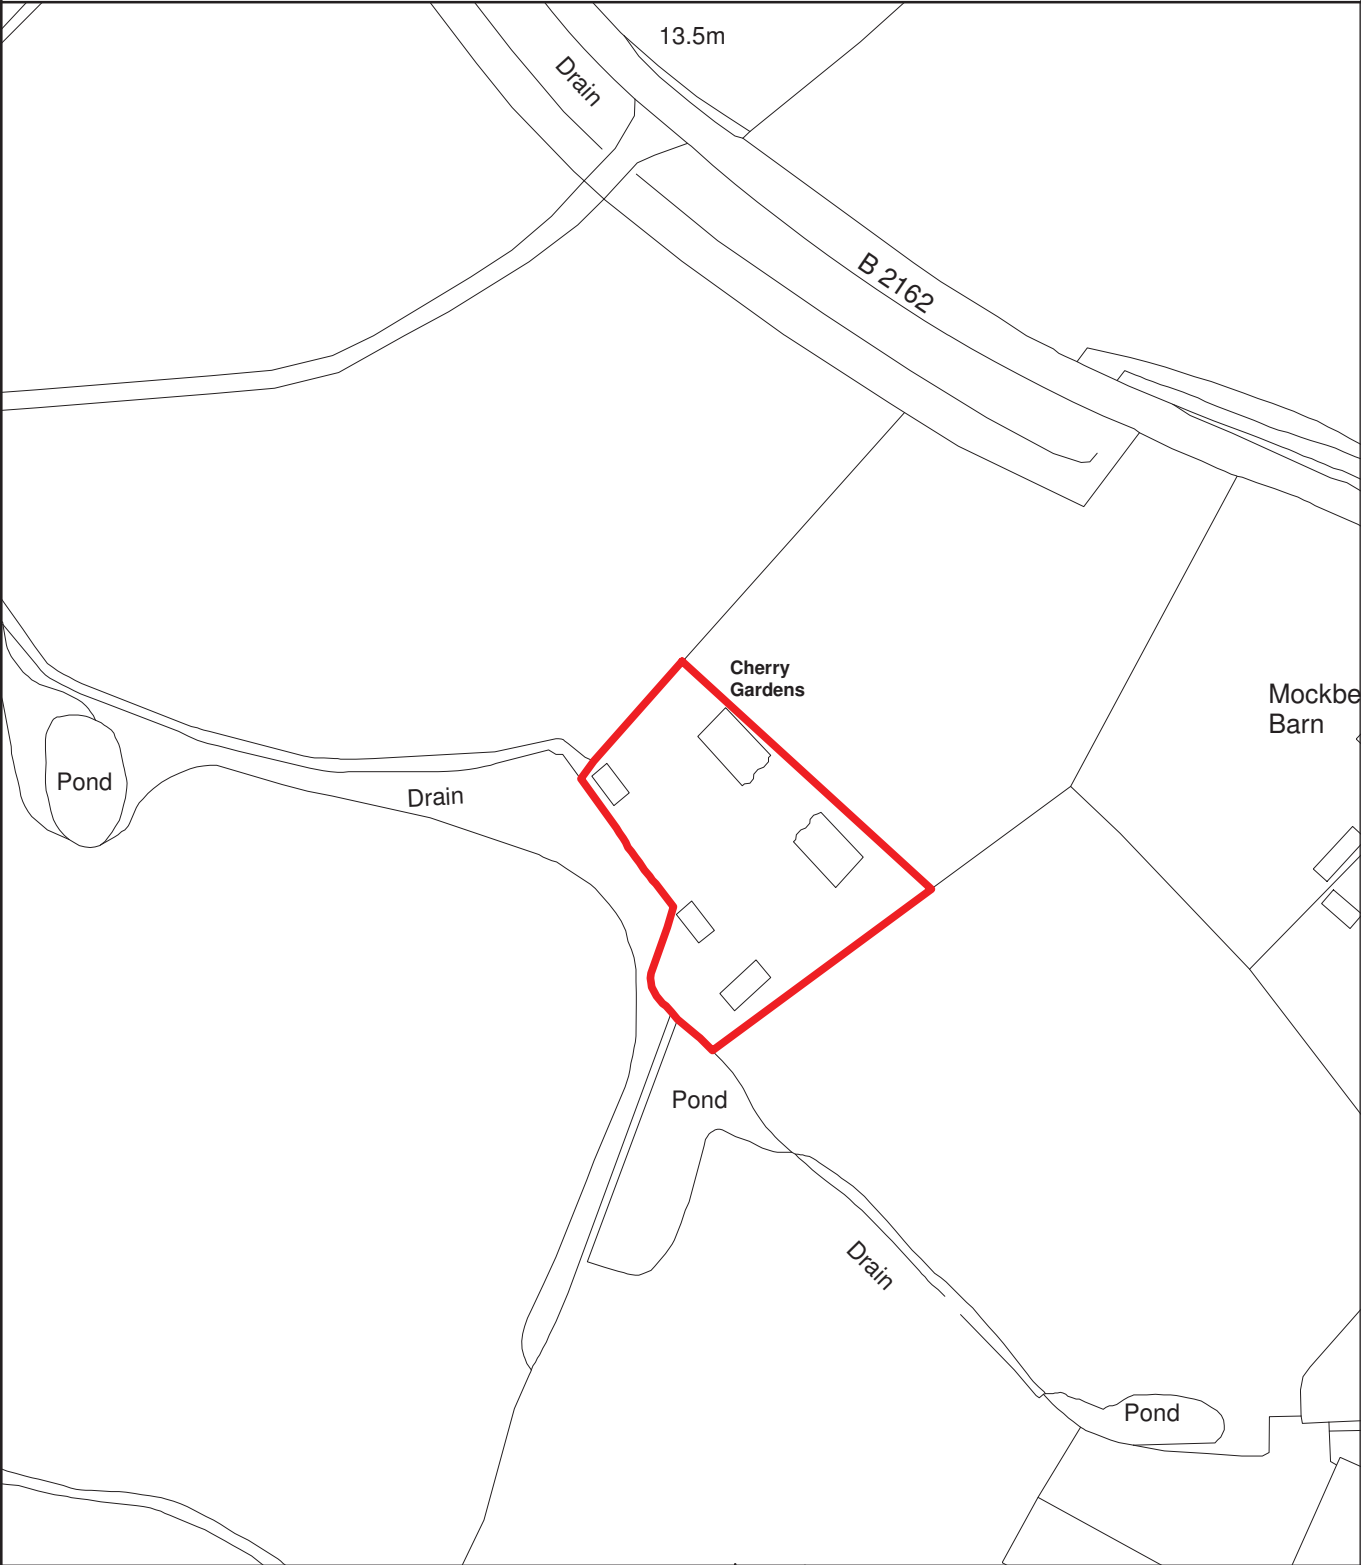 13.5m
Drain
B 2162
Cherry
Gardens
Mockbe
Barn
Pond
Drain
Pond
Drain
Pond